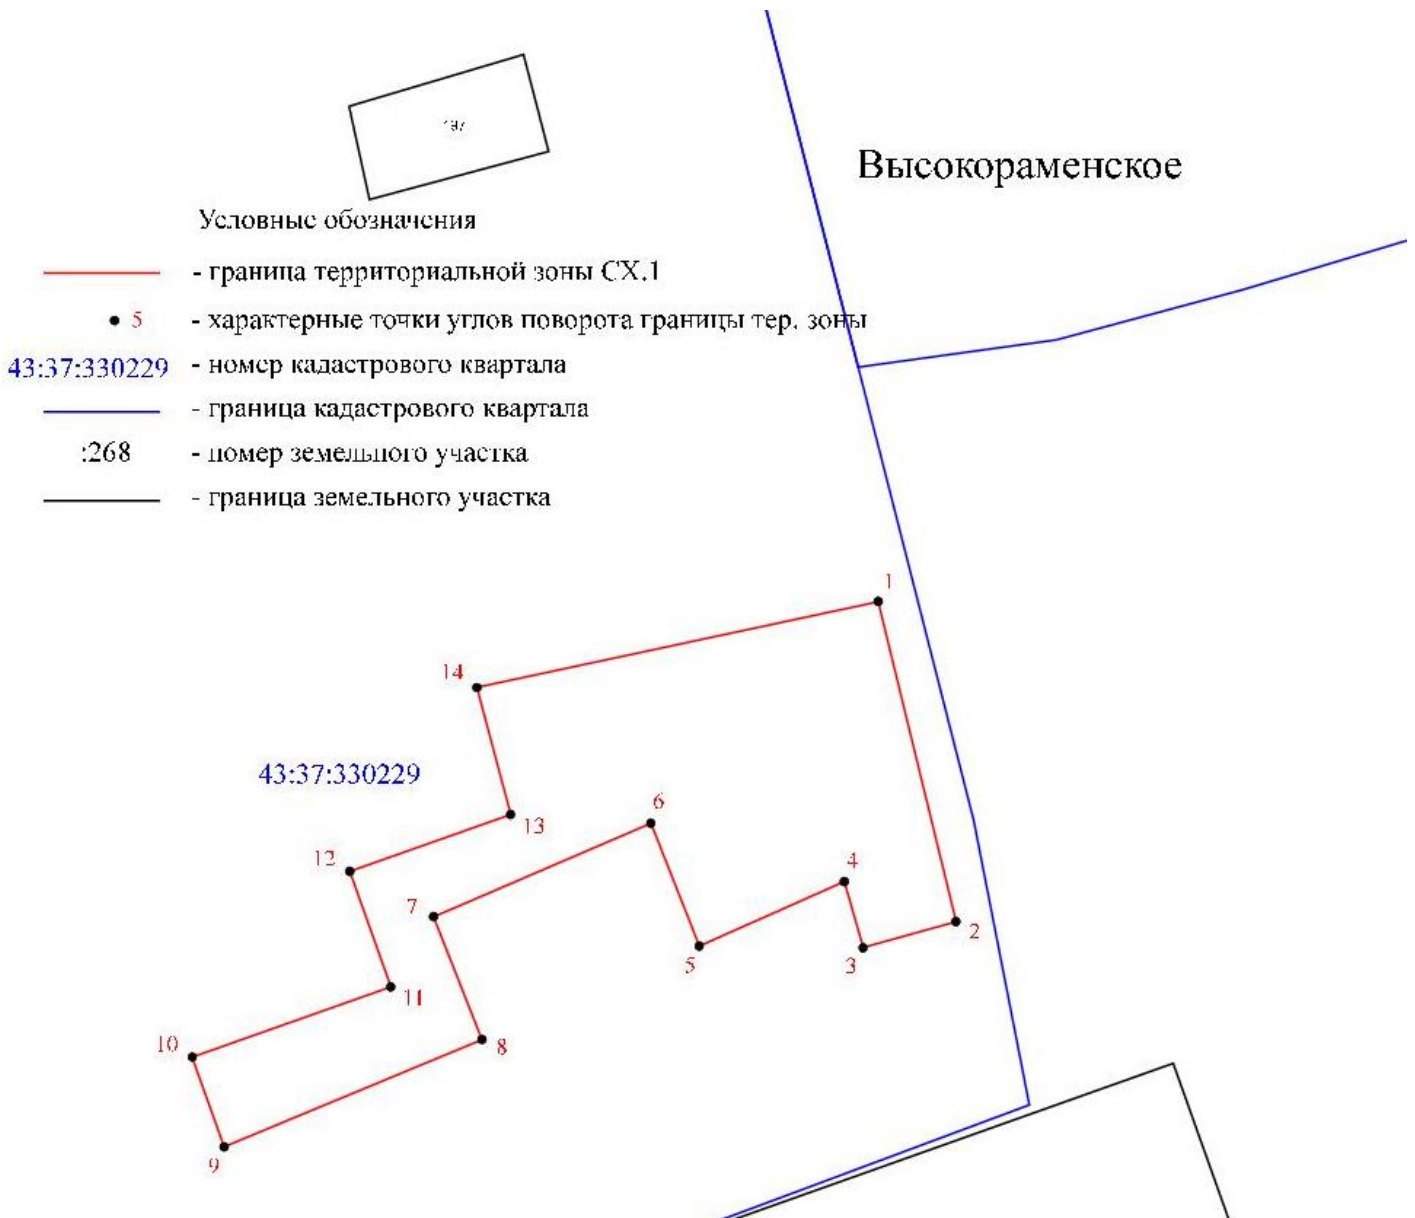 Высокораменское
Условные обозначения
- граница территориальной зоны СХ.1
5 - характерные точки углов поворота границы тер. зоны
43:37:330229 - номер кадастрового квартала
- граница кадастрового квартала
:268 - номер земельного участка
- граница земельного участка
1
14
43:37:330229
6
13
12
4
7
2
5
3
11
10
8
9